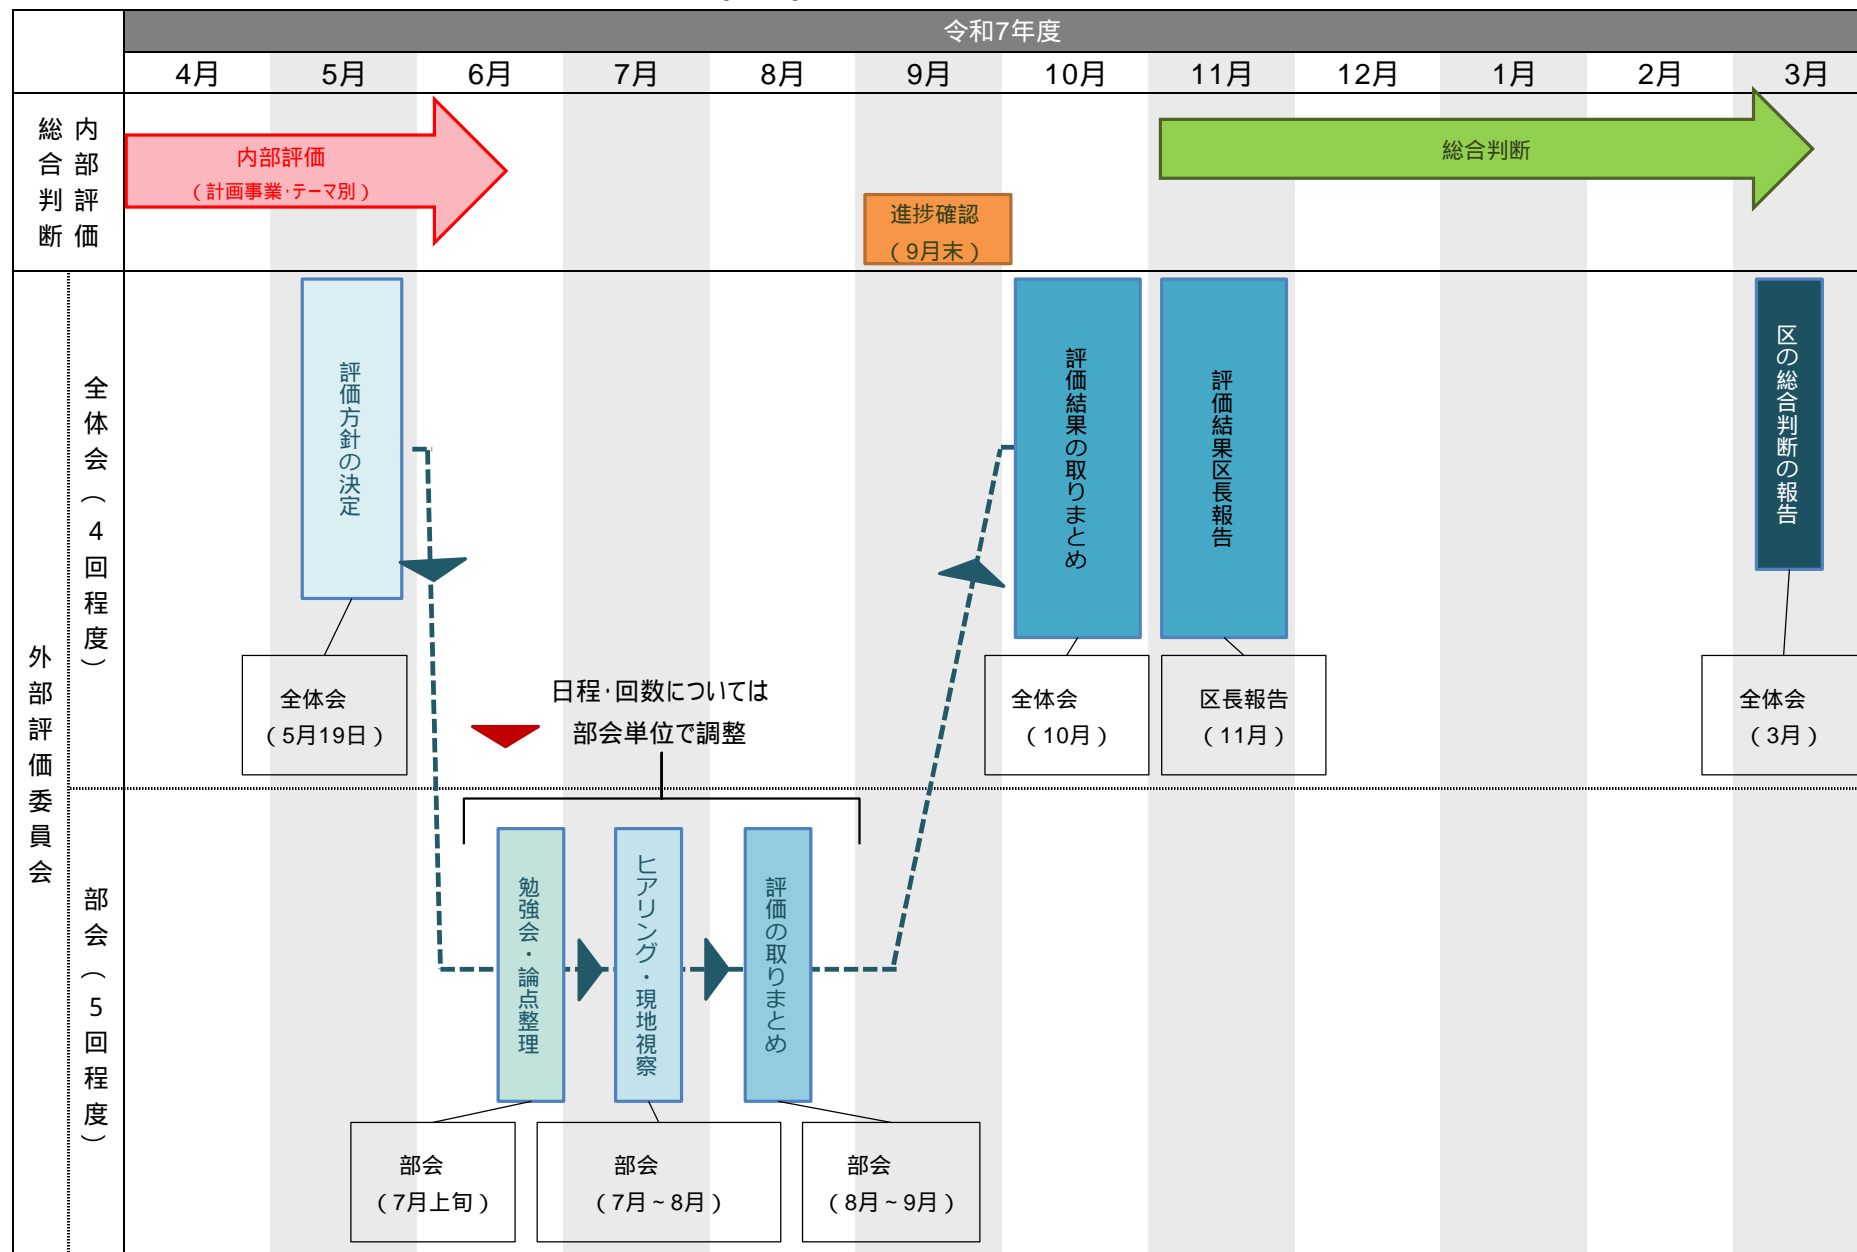 令和7年度
4月 5月 6月 7月 8月 9月 10月 11月 12月 1月 2月 3月
内部評価
総合判断
内部評価
（計画事業・テーマ別）
総合判断
進捗確認
（9月末）
外部評価委員会
全体会（4回程度）
評価方針の決定
評価結果の取りまとめ
評価結果区長報告
区の総合判断の報告
全体会
（5月19日）
日程・回数については
部会単位で調整
全体会
（10月）
区長報告
（11月）
全体会
（3月）
部会（5回程度）
勉強会・論点整理
ヒアリング・現地視察
評価の取りまとめ
部会
（7月上旬）
部会
（7月~8月）
部会
（8月~9月）